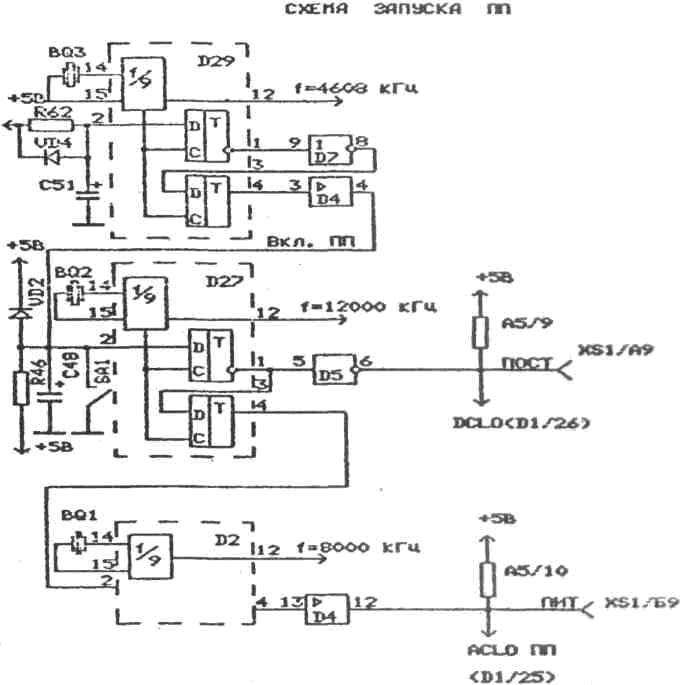 СХЕМА ЗАПУСКА ПП
BQ3
14
f/9
D29
+5В
15
12
f=4608 кГц
R62
2
D
T
VD4
C
1
9
1
D7
8
3
D
T
4
3
D4
4
C51
+
C
Вкл. ПП
+5В
BQ2
14
f/9
D27
VD2
15
12
f=12000 кГц
+5В
2
D
T
A5/9
XS1/A9
R46
C48
SA1
+
C
1
5
D5
6
ПОСТ
3
D
T
4
C
DCLO(D1/26)
+5В
BQ1
14
f/9
D2
+5В
15
12
f=8000 кГц
2
A5/10
4
13
D4
12
ПИТ
XS1/Б9
ACLO ПП
(D1/25)